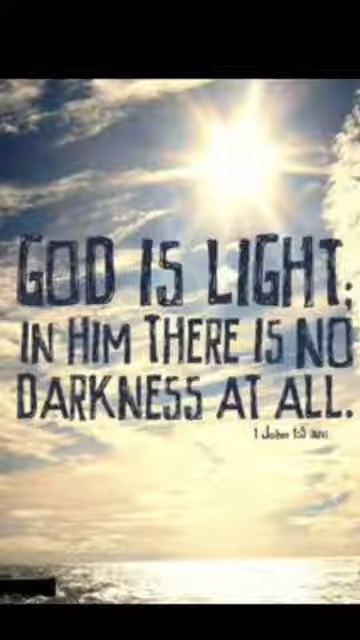 GOD IS LIGHT;
IN HIM THERE IS NO
DARKNESS AT ALL.
1 John 1:5